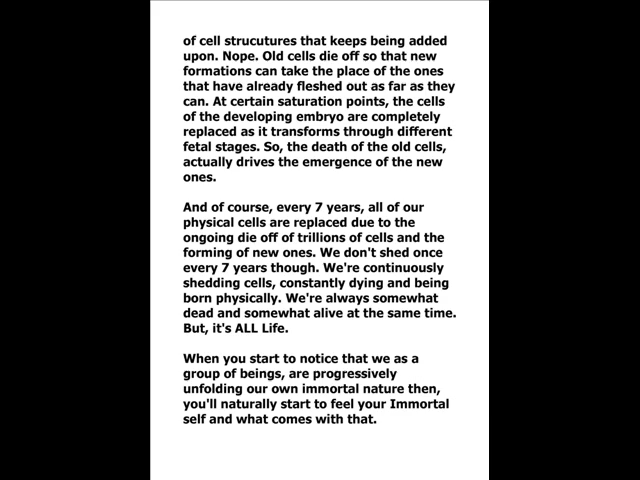 of cell strucutures that keeps being added
upon. Nope. Old cells die off so that new
formations can take the place of the ones
that have already fleshed out as far as they
can. At certain saturation points, the cells
of the developing embryo are completely
replaced as it transforms through different
fetal stages. So, the death of the old cells,
actually drives the emergence of the new
ones.
And of course, every 7 years, all of our
physical cells are replaced due to the
ongoing die off of trillions of cells and the
forming of new ones. We don't shed once
every 7 years though. We're continuously
shedding cells, constantly dying and being
born physically. We're always somewhat
dead and somewhat alive at the same time.
But, it's ALL Life.
When you start to notice that we as a
group of beings, are progressively
unfolding our own immortal nature then,
you'll naturally start to feel your Immortal
self and what comes with that.